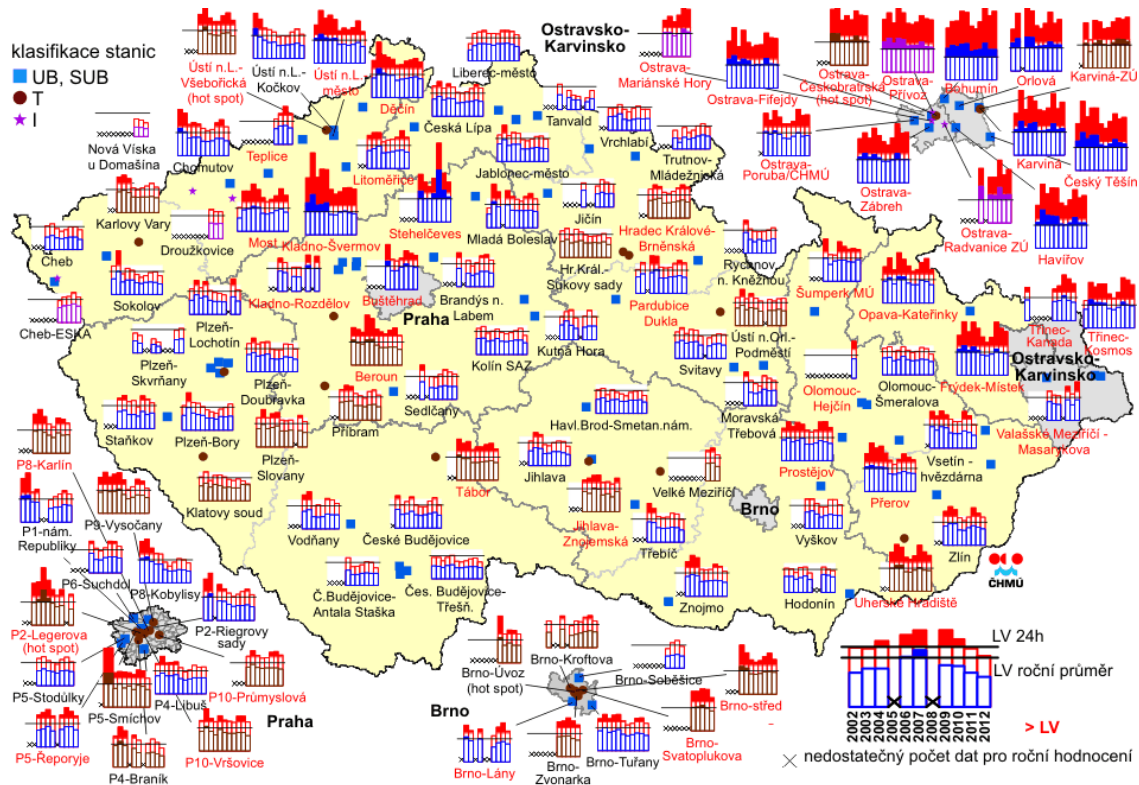 klasifikace stanic
UB, SUB
T
I
Ústí n.L.-
Všebořická
(hot spot)
Ústí n.L.-
Kočkov
Ústí n.L.-
město
Děčín
Liberec-město
Ostravsko-
Karvinsko
Ostrava-
Mariánské Hory
Ostrava-Fifejdy
Ostrava-
Českobratrská
(hot spot)
Ostrava-
Přívoz
Bohumín
Orlová
Karviná-ZÚ
Nová Víska
u Domašína
Chomutov
Teplice
Litoměřice
Česká Lípa
Tanvald
Vrchlabí
Trutnov-
Mládežnická
Jablonec-město
Ostrava-
Poruba/CHMÚ
Ostrava-
Zábřeh
Karviná
Český Těšín
Ostrava-
Radvanice ZÚ
Havířov
Karlovy Vary
Droužkovice
Most
Kladno-Švermov
Stehelčeves
Mladá Boleslav
Jičín
Hradec Králové-
Brněnská
Hr.Král.-
Sukovy sady
Rychnov
n. Kněžnou
Cheb
Cheb-ESKA
Sokolov
Plzeň-
Lochotín
Kladno-Rozdělov
Buštěhrad
Praha
Brandýs n.
Labem
Pardubice
Dukla
Šumperk MÚ
Opava-Kateřinky
Třinec-
Kanada
Třinec-
Kosmos
Ostravsko-
Karvinsko
Plzeň-
Skvrňany
Plzeň-
Doubravka
Beroun
Sedlčany
Kolín SAZ
Kutná Hora
Svitavy
Ústí n.Orl.-
Podměstí
Olomouc-
Hejčín
Olomouc-
Šmeralova
Frýdek-Místek
Valašské Meziříčí -
Masarykova
Staňkov
Plzeň-Bory
Plzeň-
Slovany
Příbram
Havl.Brod-Smetan.nám.
Moravská
Třebová
Prostějov
Přerov
Vsetín -
hvězdárna
P8-Karlín
P9-Vysočany
Klatovy soud
Tábor
Jihlava
Velké Meziříčí
Brno
P1-nám.
Republiky
Vodňany
České Budějovice
Jihlava-
Znojemská
Třebíč
Vyškov
Zlín
ČHMÚ
P6-Suchdol
P8-Kobylisy
Č.Budějovice-
Antala Staška
Čes. Budějovice-
Třešň.
Znojmo
Hodonín
Uherské Hradiště
P2-Legerova
(hot spot)
P2-Riegrovy
sady
P5-Stodůlky
P5-Smíchov
P4-Libuš
P10-Průmyslová
P5-Řeporyje
P4-Braník
P10-Vršovice
Praha
Brno-Úvoz
(hot spot)
Brno-Kroftova
Brno-Soběšice
Brno-střed
Brno
Brno-Lány
Brno-
Zvonarka
Brno-Tuřany
Brno-
Svatoplukova
LV 24h
LV roční průměr
2002
2003
2004
2005
2006
2007
2008
2009
2010
2011
2012
> LV
nedostatečný počet dat pro roční hodnocení